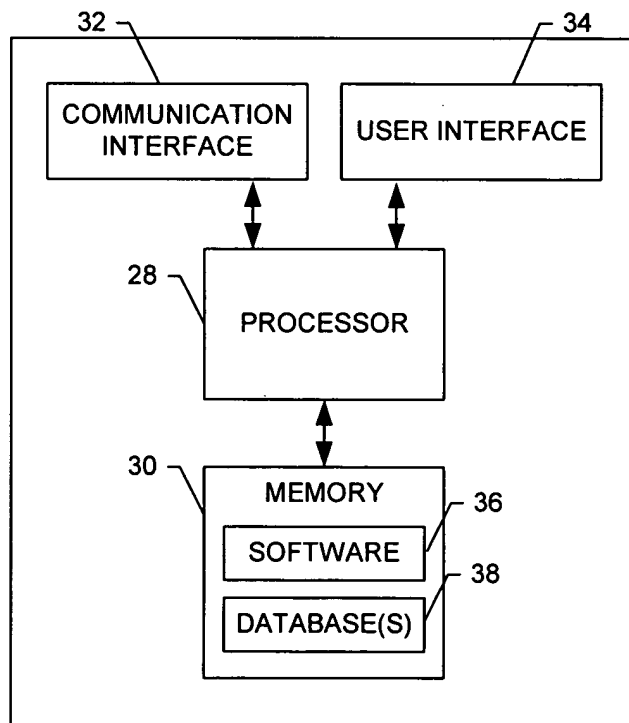 32
34
COMMUNICATION
INTERFACE
USER INTERFACE
28
PROCESSOR
30
MEMORY
36
SOFTWARE
38
DATABASE(S)